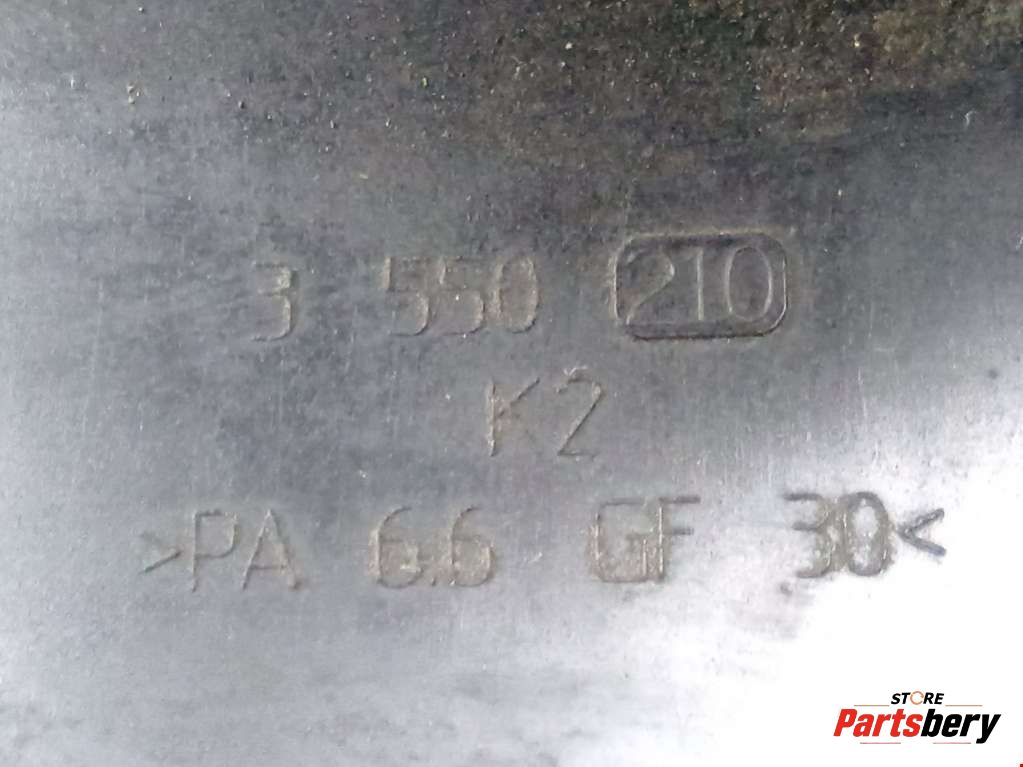 3 550 210
K2
>PA 6.6 GF 30<
STORE
Partsbery